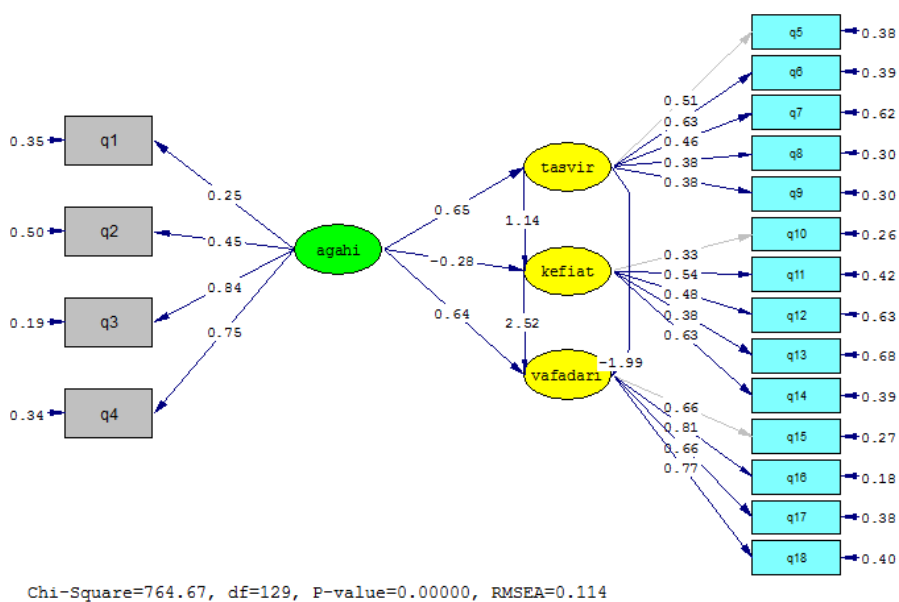 0.35 q1
0.50 q2
0.19 q3
0.34 q4
0.25
0.45
0.84
0.75
agahi
0.65
-0.28
0.64
tasvir
1.14
kefiat
2.52
vafadari
-1.99
0.51
0.63
0.46
0.38
0.38
0.33
0.54
0.48
0.38
0.63
0.66
0.81
0.66
0.77
q5 0.38
q6 0.39
q7 0.62
q8 0.30
q9 0.30
q10 0.26
q11 0.42
q12 0.63
q13 0.68
q14 0.39
q15 0.27
q16 0.18
q17 0.38
q18 0.40
Chi-Square=764.67, df=129, P-value=0.00000, RMSEA=0.114